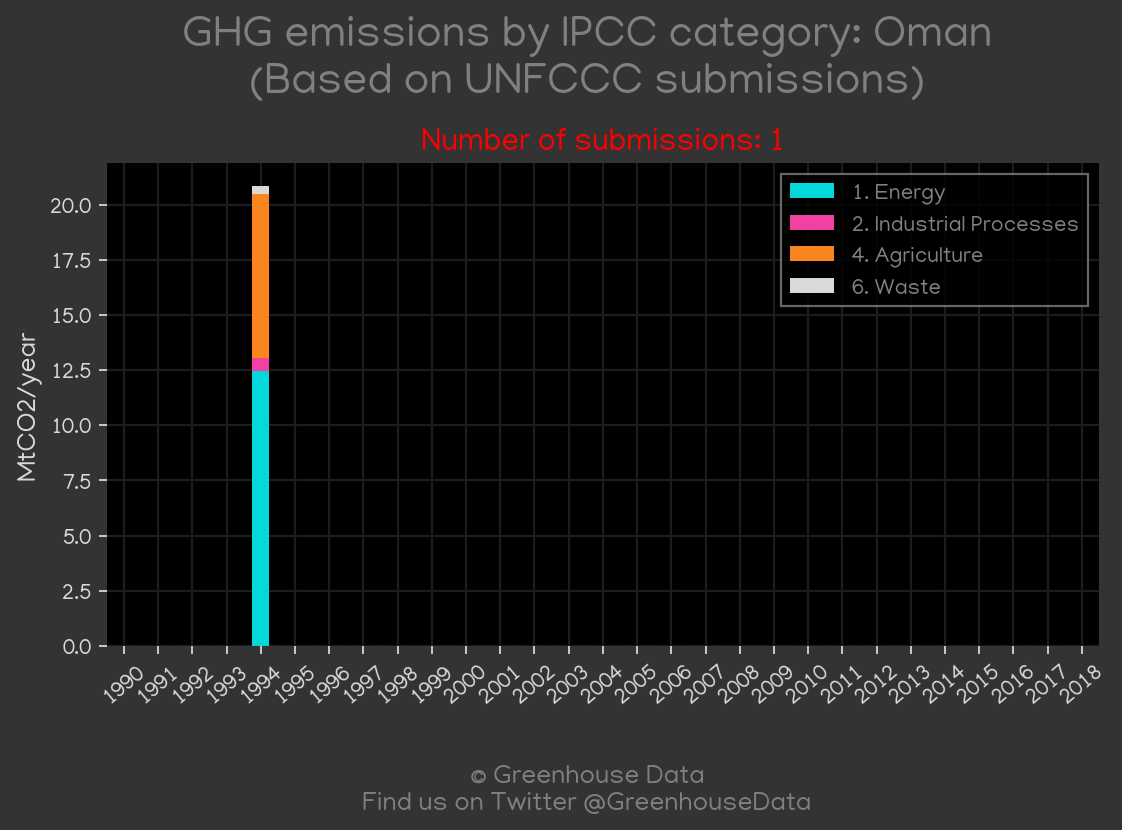 GHG emissions by IPCC category: Oman
(Based on UNFCCC submissions)
Number of submissions: 1
1. Energy
2. Industrial Processes
4. Agriculture
6. Waste
MtCO2/year
20.0
17.5
15.0
12.5
10.0
7.5
5.0
2.5
0.0
1990 1991 1992 1993 1994 1995 1996 1997 1998 1999 2000 2001 2002 2003 2004 2005 2006 2007 2008 2009 2010 2011 2012 2013 2014 2015 2016 2017 2018
© Greenhouse Data
Find us on Twitter @GreenhouseData